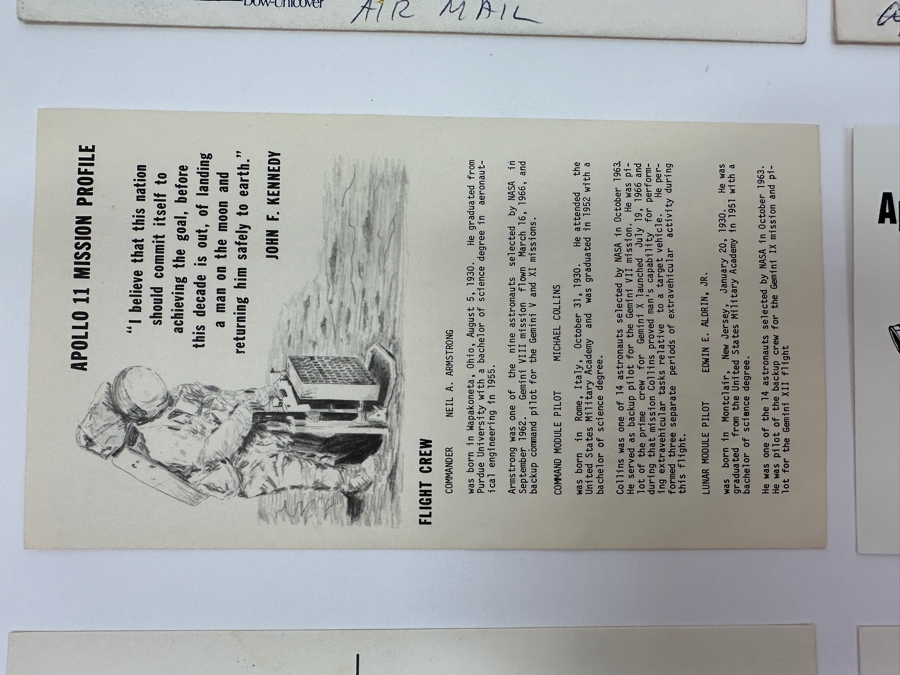 Dow-Unicover
AIR MAIL
APOLLO 11 MISSION PROFILE
"I believe that this nation
should commit itself to
achieving the goal, before
this decade is out, of landing
a man on the moon and
returning him safely to earth."
JOHN F. KENNEDY
FLIGHT CREW
COMMANDER NEIL A. ARMSTRONG
was born in Wapakoneta, Ohio, August 5, 1930. He graduated from
Purdue University with a bachelor of science degree in aeronaut-
ical engineering in 1955.
Armstrong was one of the nine astronauts selected by NASA in
September 1962. Gemini VIII mission flown March 16, 1966, and
backup command pilot for the Gemini V and XI missions.
COMMAND MODULE PILOT MICHAEL COLLINS
was born in Rome, Italy, October 31, 1930. He attended the
United States Military Academy and was graduated in 1952 with a
bachelor of science degree.
Collins was one of 14 astronauts selected by NASA in October 1963.
He served as backup pilot for the Gemini VII mission. He was pi-
lot of the prime crew for Gemini X launched July 19, 1966 and
during that mission Collins proved man's capability for perform-
ing extravehicular tasks relative to a target vehicle. He per-
formed three separate periods of extravehicular activity during
this flight.
LUNAR MODULE PILOT EDWIN E. ALDRIN, JR.
was born in Montclair, New Jersey, January 20, 1930. He was
graduated from the United States Military Academy in 1951 with a
bachelor of science degree.
He was one of the 14 astronauts selected by NASA in October 1963.
He was pilot of the backup crew for the Gemini IX mission and pi-
lot for the Gemini XII flight